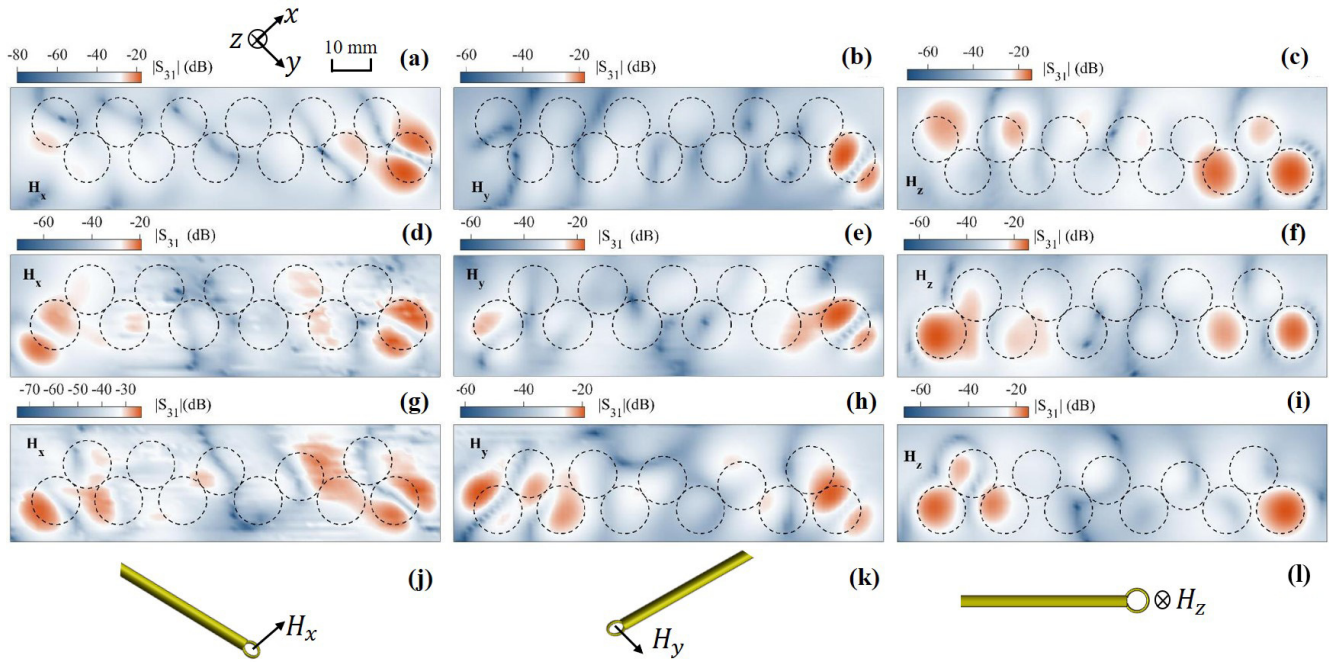 x
z
y
10 mm
|S31| (dB)
-80 -60 -40 -20
(a)
Hx
|S31| (dB)
-60 -40 -20
(b)
Hy
|S31| (dB)
-60 -40 -20
(c)
Hz
|S31| (dB)
-60 -40 -20
(d)
Hx
|S31| (dB)
-60 -40 -20
(e)
Hy
|S31| (dB)
-60 -40 -20
(f)
Hz
|S31| (dB)
-70 -60 -50 -40 -30
(g)
Hx
|S31|(dB)
-60 -40 -20
(h)
Hy
|S31| (dB)
-60 -40 -20
(i)
Hz
(j)
Hx
(k)
Hy
(l)
Hz